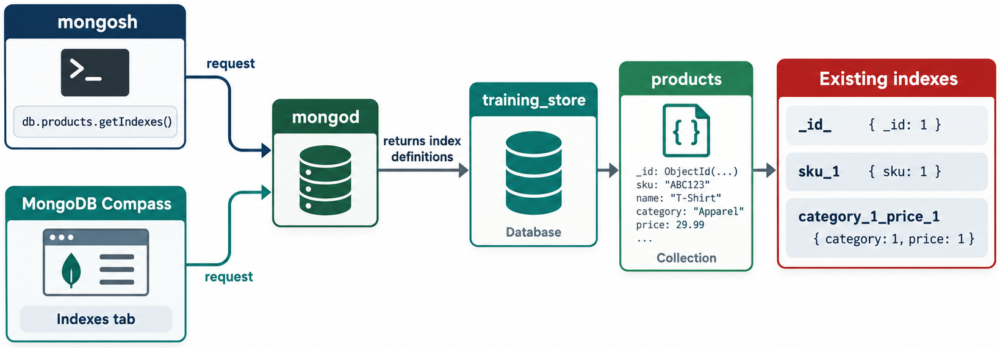 mongosh
>_
db.products.getIndexes()
request
MongoDB Compass
Indexes tab
request
mongod
returns index
definitions
training_store
Database
products
{ }
_id: ObjectId(...)
sku: "ABC123"
name: "T-Shirt"
category: "Apparel"
price: 29.99
...
Collection
Existing indexes
_id_ { _id: 1 }
sku_1 { sku: 1 }
category_1_price_1
{ category: 1, price: 1 }